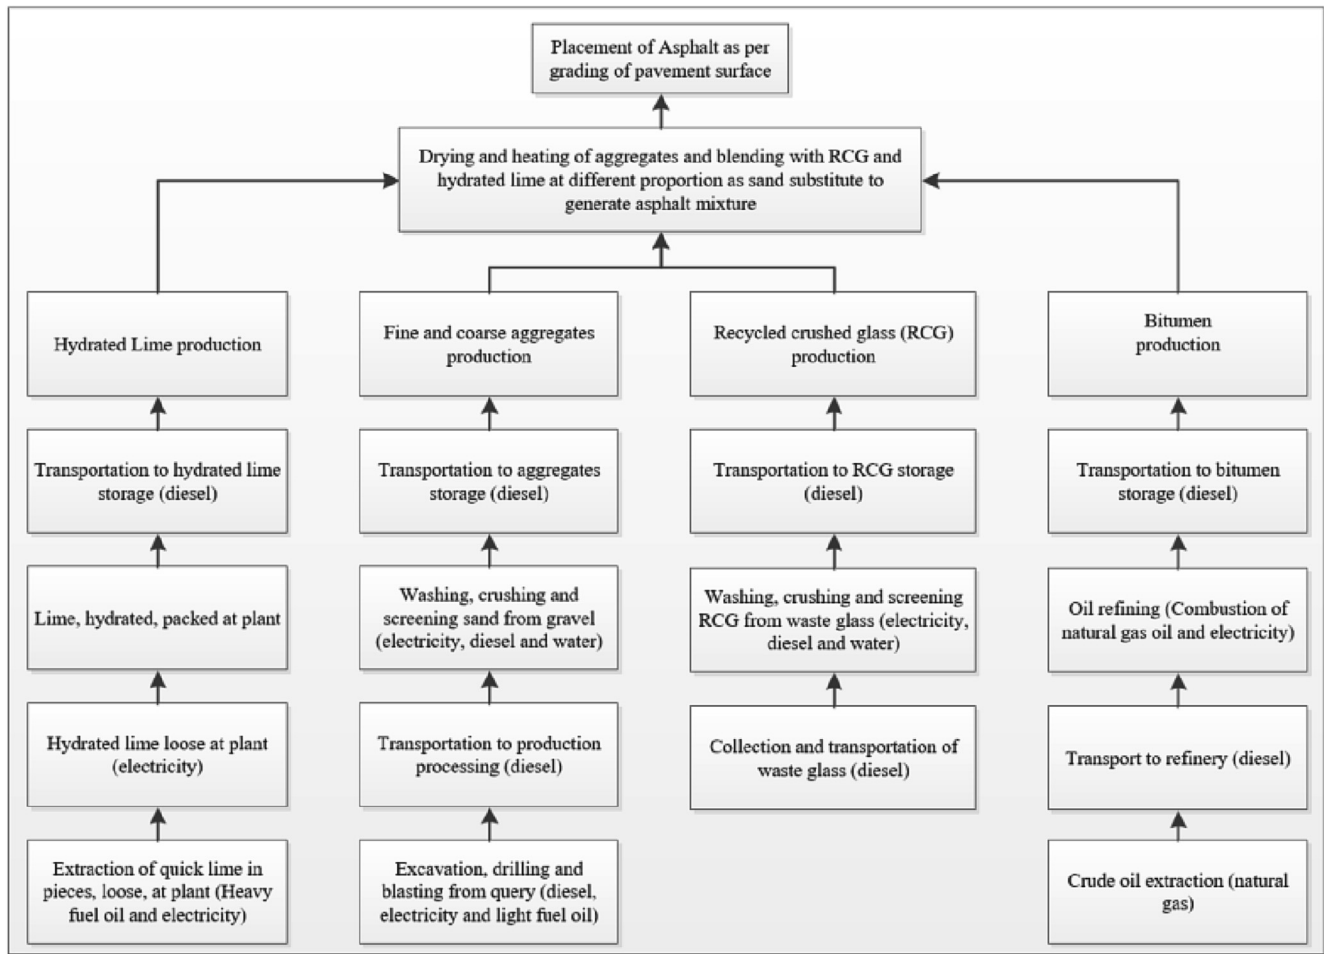 Placement of Asphalt as per
grading of pavement surface
Drying and heating of aggregates and blending with RCG and
hydrated lime at different proportion as sand substitute to
generate asphalt mixture
Hydrated Lime production
Fine and coarse aggregates
production
Recycled crushed glass (RCG)
production
Bitumen
production
Transportation to hydrated lime
storage (diesel)
Transportation to aggregates
storage (diesel)
Transportation to RCG storage
(diesel)
Transportation to bitumen
storage (diesel)
Lime, hydrated, packed at plant
Washing, crushing and
screening sand from gravel
(electricity, diesel and water)
Washing, crushing and screening
RCG from waste glass (electricity,
diesel and water)
Oil refining (Combustion of
natural gas oil and electricity)
Hydrated lime loose at plant
(electricity)
Transportation to production
processing (diesel)
Collection and transportation of
waste glass (diesel)
Transport to refinery (diesel)
Extraction of quick lime in
pieces, loose, at plant (Heavy
fuel oil and electricity)
Excavation, drilling and
blasting from query (diesel,
electricity and light fuel oil)
Crude oil extraction (natural
gas)